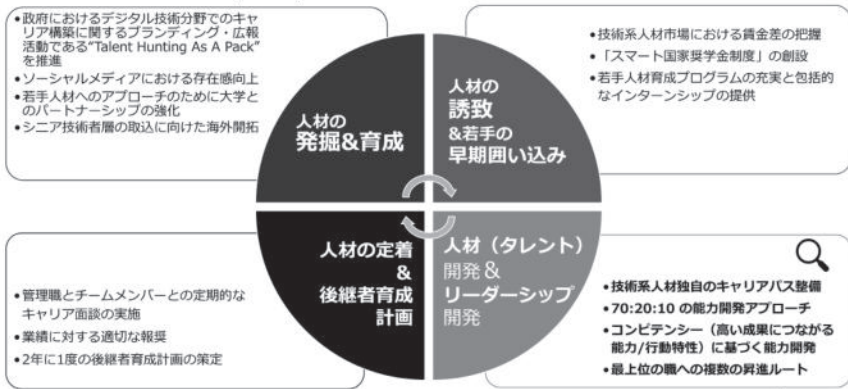 •政府におけるデジタル技術分野でのキャ
リア構築に関するブランディング・広報
活動である“Talent Hunting As A Pack”
を推進
•ソーシャルメディアにおける存在感向上
•若手人材へのアプローチのために大学と
のパートナーシップの強化
•シニア技術者層の取込に向けた海外開拓
人材の
発掘&育成
人材の
誘致
&若手の
早期囲い込み
•技術系人材市場における賃金差の把握
•「スマート国家奨学金制度」の創設
•若手人材育成プログラムの充実と包括的
なインターンシップの提供
•管理職とチームメンバーとの定期的な
キャリア面談の実施
•業績に対する適切な報奨
•2年に1度の後継者育成計画の策定
人材の定着
&
後継者育成
計画
人材（タレント）
開発&
リーダーシップ
開発
•技術系人材独自のキャリアパス整備
•70:20:10 の能力開発アプローチ
•コンピテンシー（高い成果につながる
能力/行動特性）に基づく能力開発
•最上位の職への複数の昇進ルート